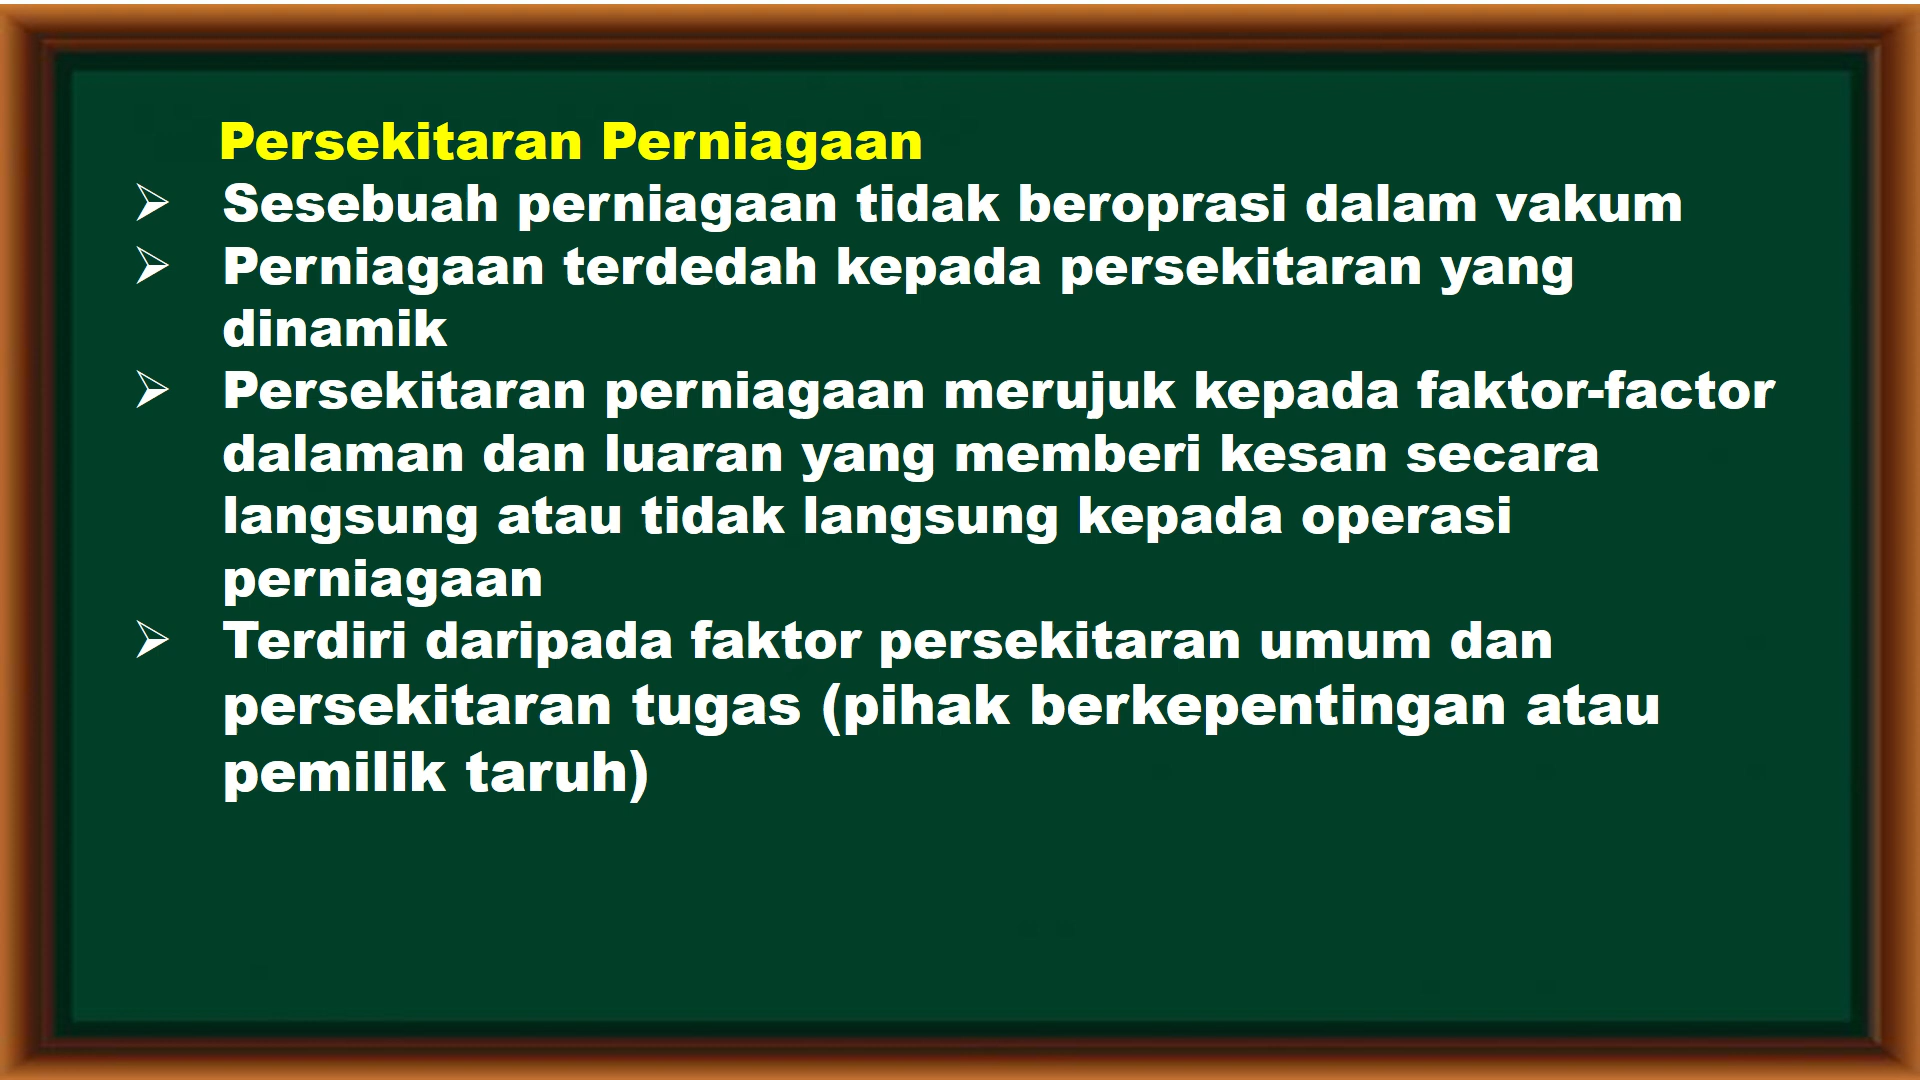 Persekitaran Perniagaan
➢ Sesebuah perniagaan tidak beroprasi dalam vakum
➢ Perniagaan terdedah kepada persekitaran yang
dinamik
➢ Persekitaran perniagaan merujuk kepada faktor-factor
dalaman dan luaran yang memberi kesan secara
langsung atau tidak langsung kepada operasi
perniagaan
➢ Terdiri daripada faktor persekitaran umum dan
persekitaran tugas (pihak berkepentingan atau
pemilik taruh)